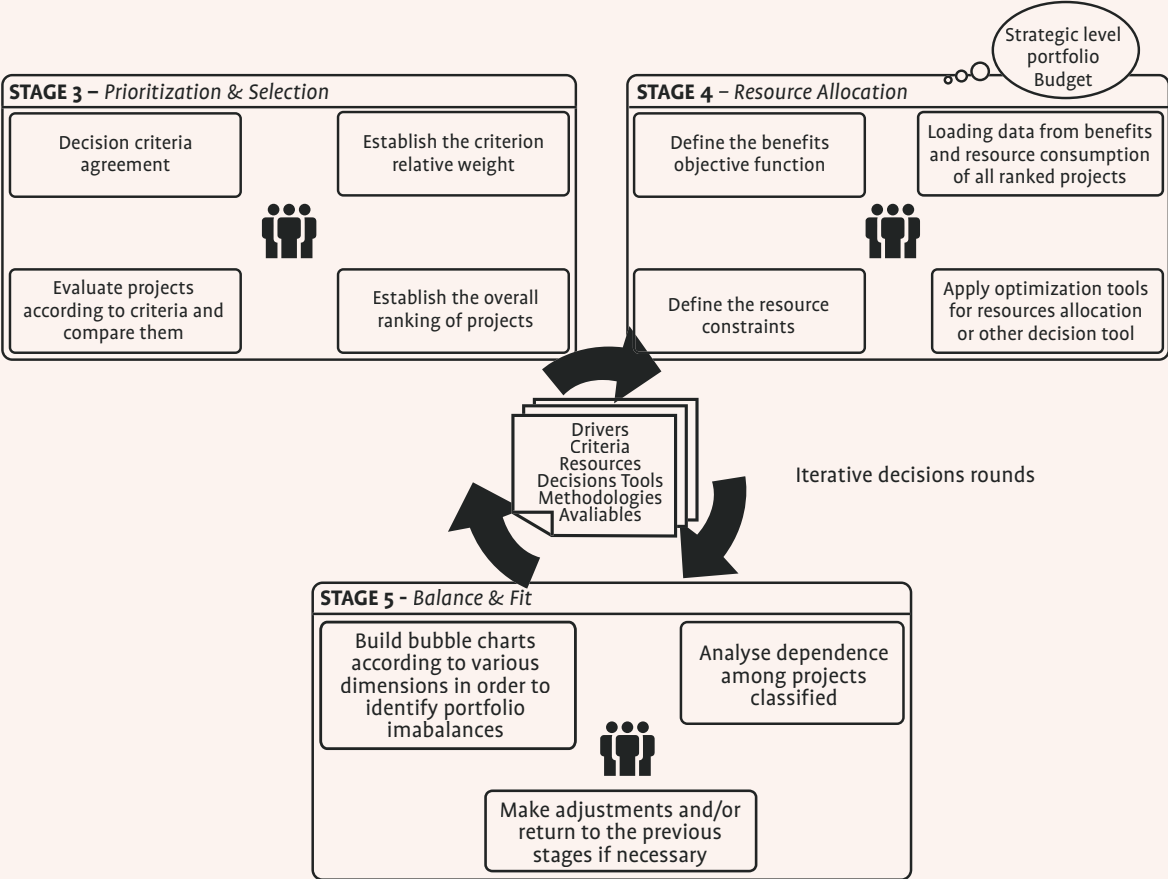 Strategic level
portfolio
Budget
STAGE 3 – Prioritization & Selection
Decision criteria
agreement
Establish the criterion
relative weight
Evaluate projects
according to criteria and
compare them
Establish the overall
ranking of projects
STAGE 4 – Resource Allocation
Define the benefits
objective function
Loading data from benefits
and resource consumption
of all ranked projects
Define the resource
constraints
Apply optimization tools
for resources allocation
or other decision tool
Drivers
Criteria
Resources
Decisions Tools
Methodologies
Avaliables
Iterative decisions rounds
STAGE 5 - Balance & Fit
Build bubble charts
according to various
dimensions in order to
identify portfolio
imabalances
Analyse dependence
among projects
classified
Make adjustments and/or
return to the previous
stages if necessary